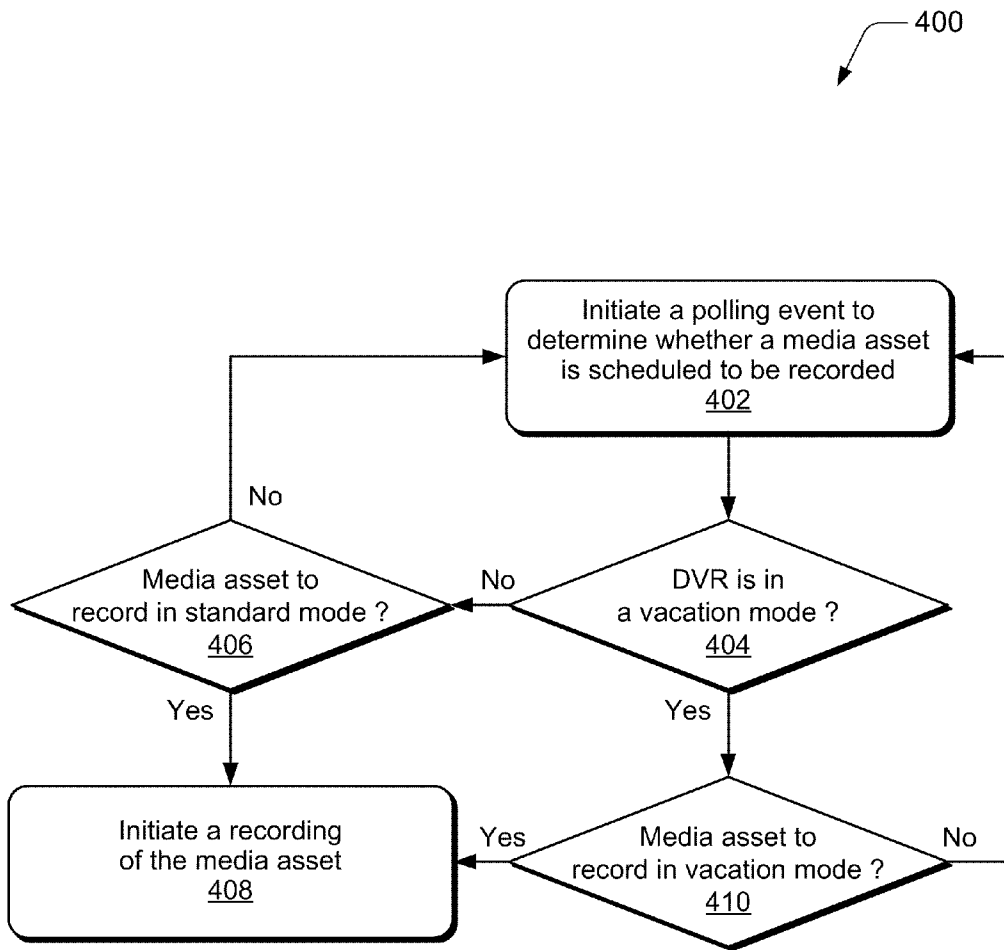 400
Initiate a polling event to
determine whether a media asset
is scheduled to be recorded
402
No
Media asset to
record in standard mode ?
406
No
DVR is in
a vacation mode ?
404
Yes
Yes
Initiate a recording
of the media asset
408
Yes
Media asset to
record in vacation mode ?
410
No